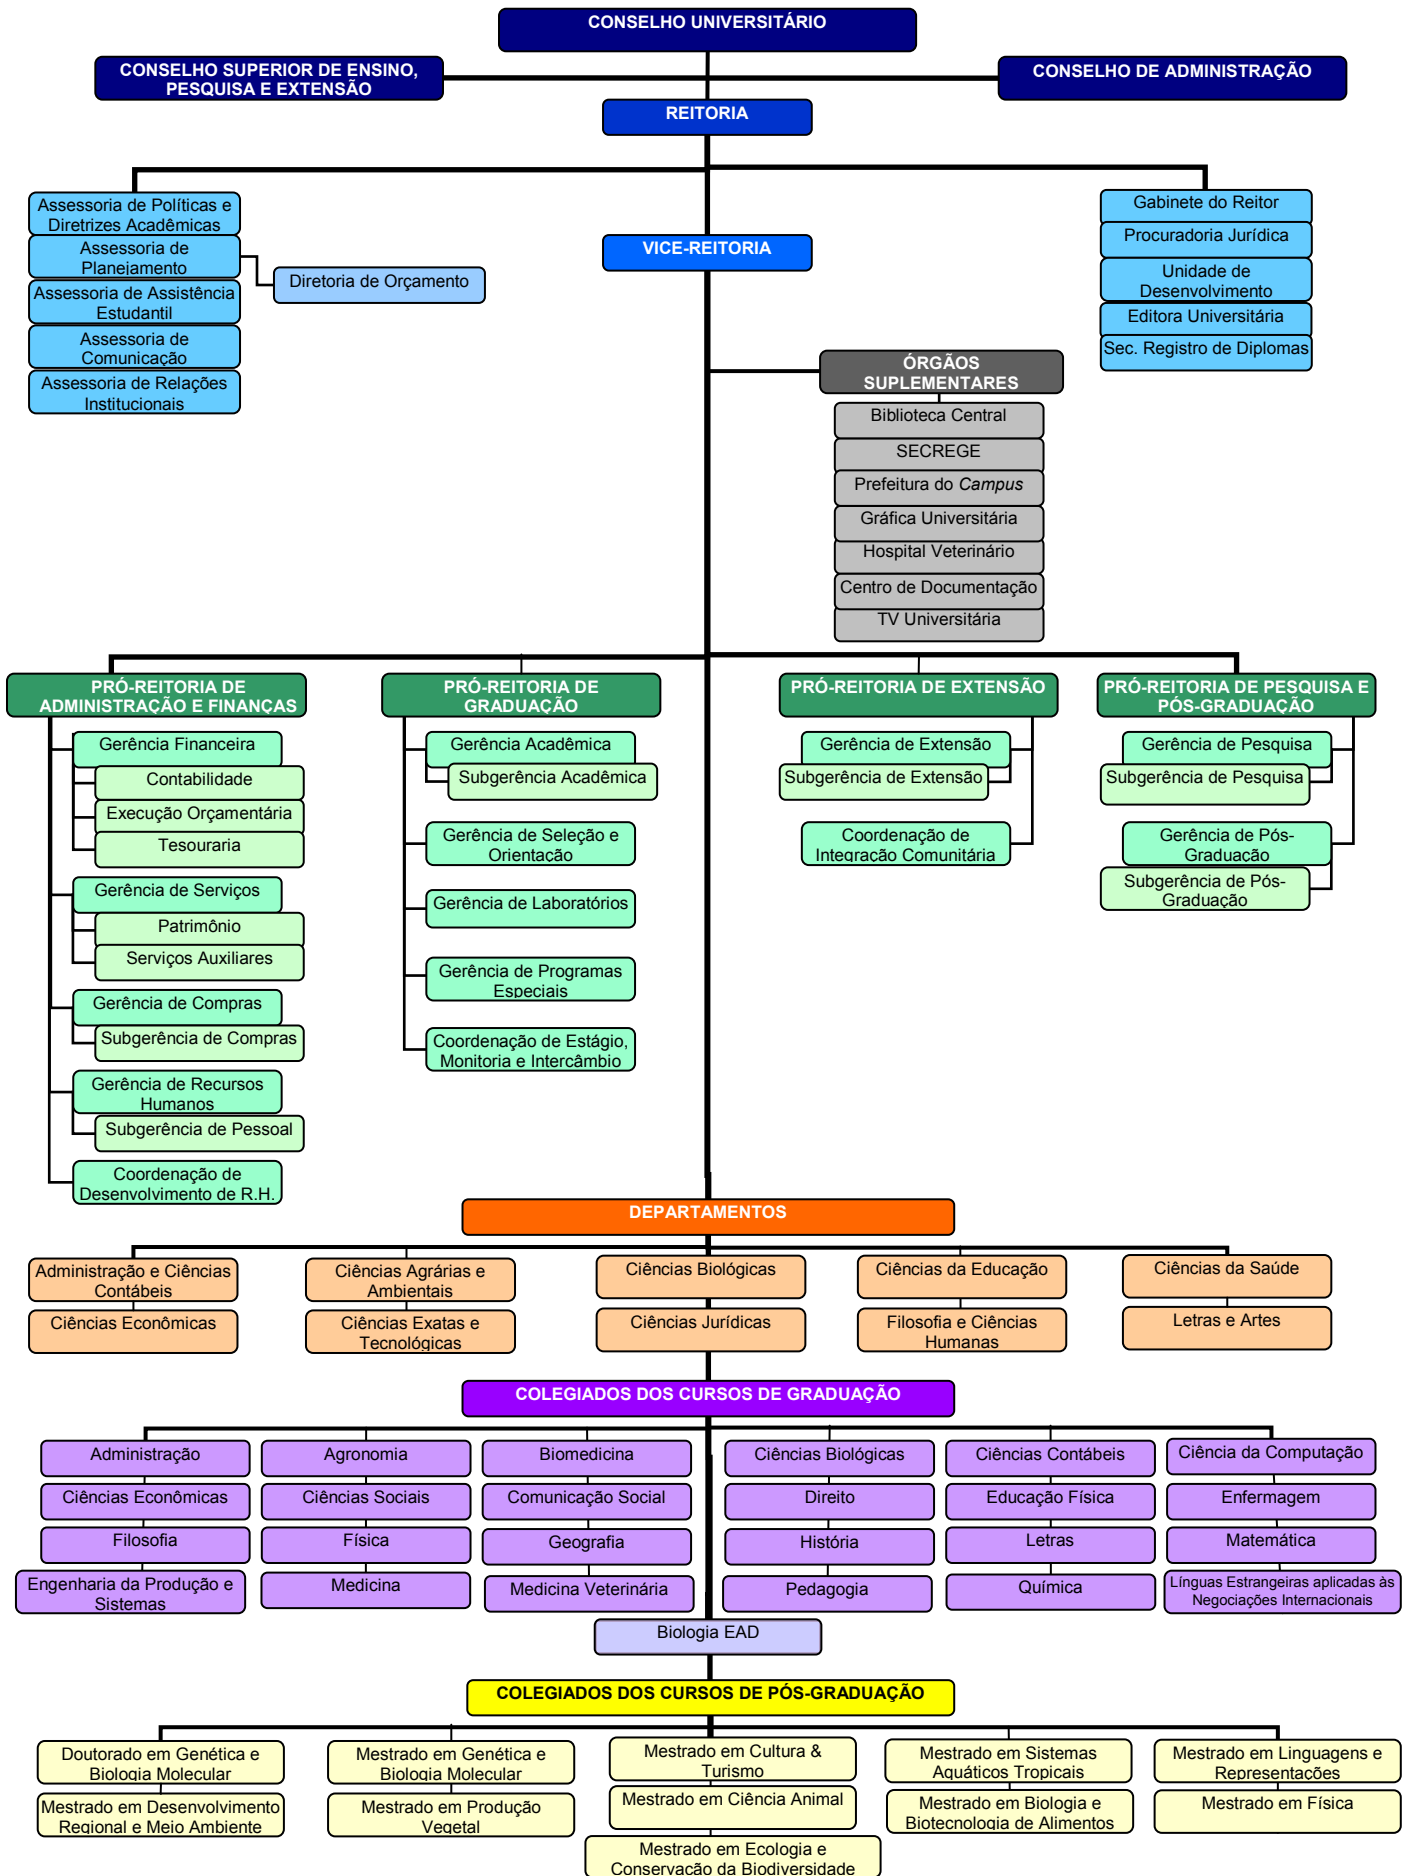 CONSELHO UNIVERSITÁRIO
CONSELHO SUPERIOR DE ENSINO,
PESQUISA E EXTENSÃO
CONSELHO DE ADMINISTRAÇÃO
REITORIA
Assessoria de Políticas e
Diretrizes Acadêmicas
Assessoria de
Planejamento
Diretoria de Orçamento
Assessoria de Assistência
Estudantil
Assessoria de
Comunicação
Assessoria de Relações
Institucionais
VICE-REITORIA
Gabinete do Reitor
Procuradoria Jurídica
Unidade de
Desenvolvimento
Editora Universitária
Sec. Registro de Diplomas
ÓRGÃOS
SUPLEMENTARES
Biblioteca Central
SECREGE
Prefeitura do Campus
Gráfica Universitária
Hospital Veterinário
Centro de Documentação
TV Universitária
PRÓ-REITORIA DE
ADMINISTRAÇÃO E FINANÇAS
Gerência Financeira
Contabilidade
Execução Orçamentária
Tesouraria
Gerência de Serviços
Patrimônio
Serviços Auxiliares
Gerência de Compras
Subgerência de Compras
Gerência de Recursos
Humanos
Subgerência de Pessoal
Coordenação de
Desenvolvimento de R.H.
PRÓ-REITORIA DE
GRADUAÇÃO
Gerência Acadêmica
Subgerência Acadêmica
Gerência de Seleção e
Orientação
Gerência de Laboratórios
Gerência de Programas
Especiais
Coordenação de Estágio,
Monitoria e Intercâmbio
PRÓ-REITORIA DE EXTENSÃO
Gerência de Extensão
Subgerência de Extensão
Coordenação de
Integração Comunitária
PRÓ-REITORIA DE PESQUISA E
PÓS-GRADUAÇÃO
Gerência de Pesquisa
Subgerência de Pesquisa
Gerência de Pós-
Graduação
Subgerência de Pós-
Graduação
DEPARTAMENTOS
Administração e Ciências
Contábeis
Ciências Agrárias e
Ambientais
Ciências Biológicas
Ciências da Educação
Ciências da Saúde
Ciências Econômicas
Ciências Exatas e
Tecnológicas
Ciências Jurídicas
Filosofia e Ciências
Humanas
Letras e Artes
COLEGIADOS DOS CURSOS DE GRADUAÇÃO
Administração
Agronomia
Biomedicina
Ciências Biológicas
Ciências Contábeis
Ciência da Computação
Ciências Econômicas
Ciências Sociais
Comunicação Social
Direito
Educação Física
Enfermagem
Filosofia
Física
Geografia
História
Letras
Matemática
Engenharia da Produção e
Sistemas
Medicina
Medicina Veterinária
Pedagogia
Química
Línguas Estrangeiras aplicadas às
Negociações Internacionais
Biologia EAD
COLEGIADOS DOS CURSOS DE PÓS-GRADUAÇÃO
Doutorado em Genética e
Biologia Molecular
Mestrado em Genética e
Biologia Molecular
Mestrado em Cultura &
Turismo
Mestrado em Sistemas
Aquáticos Tropicais
Mestrado em Linguagens e
Representações
Mestrado em Desenvolvimento
Regional e Meio Ambiente
Mestrado em Produção
Vegetal
Mestrado em Ciência Animal
Mestrado em Biologia e
Biotecnologia de Alimentos
Mestrado em Física
Mestrado em Ecologia e
Conservação da Biodiversidade